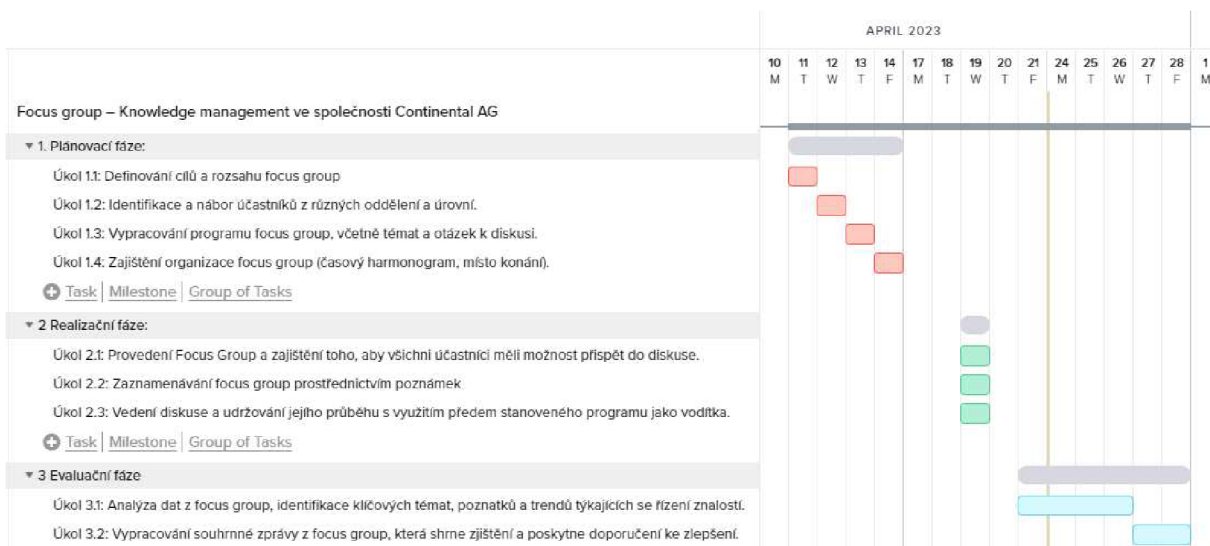 APRIL 2023
10 11 12 13 14 17 18 19 20 21 24 25 26 27 28 1
M T W T F M T W T F M T W T F M
Focus group – Knowledge management ve společnosti Continental AG
1. Plánovací fáze:
Úkol 1.1: Definování cílů a rozsahu focus group
Úkol 1.2: Identifikace a nábor účastníků z různých oddělení a úrovní.
Úkol 1.3: Vypracování programu focus group, včetně témat a otázek k diskusi.
Úkol 1.4: Zajištění organizace focus group (časový harmonogram, místo konání).
Task Milestone Group of Tasks
2 Realizační fáze:
Úkol 2.1: Provedení Focus Group a zajištění toho, aby všichni účastníci měli možnost přispět do diskuse.
Úkol 2.2: Zaznamenávání focus group prostřednictvím poznámek
Úkol 2.3: Vedení diskuse a udržování jejího průběhu s využitím předem stanoveného programu jako vodítka.
Task Milestone Group of Tasks
3 Evaluační fáze
Úkol 3.1: Analýza dat z focus group, identifikace klíčových témat, poznatků a trendů týkajících se řízení znalostí.
Úkol 3.2: Vypracování souhrnné zprávy z focus group, která shrne zjištění a poskytne doporučení ke zlepšení.